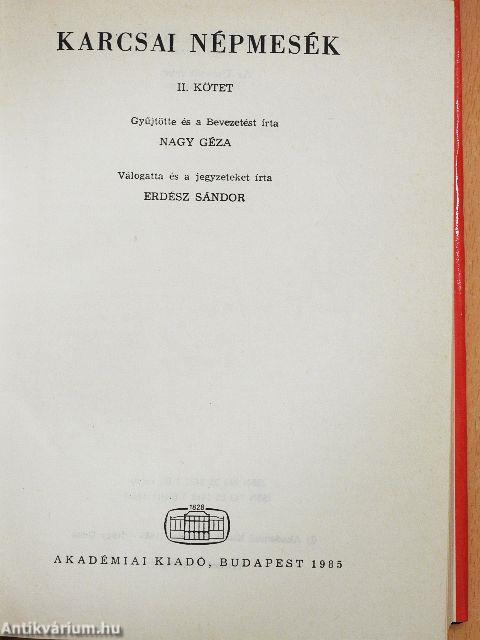 KARCSAI NÉPMESÉK
II. KÖTET
Gyűjtötte és a Bevezetést írta
NAGY GÉZA
Válogatta és a jegyzeteket írta
ERDÉSZ SÁNDOR
1828
AKADÉMIAI KIADÓ, BUDAPEST 1985
Antikvárium.hu